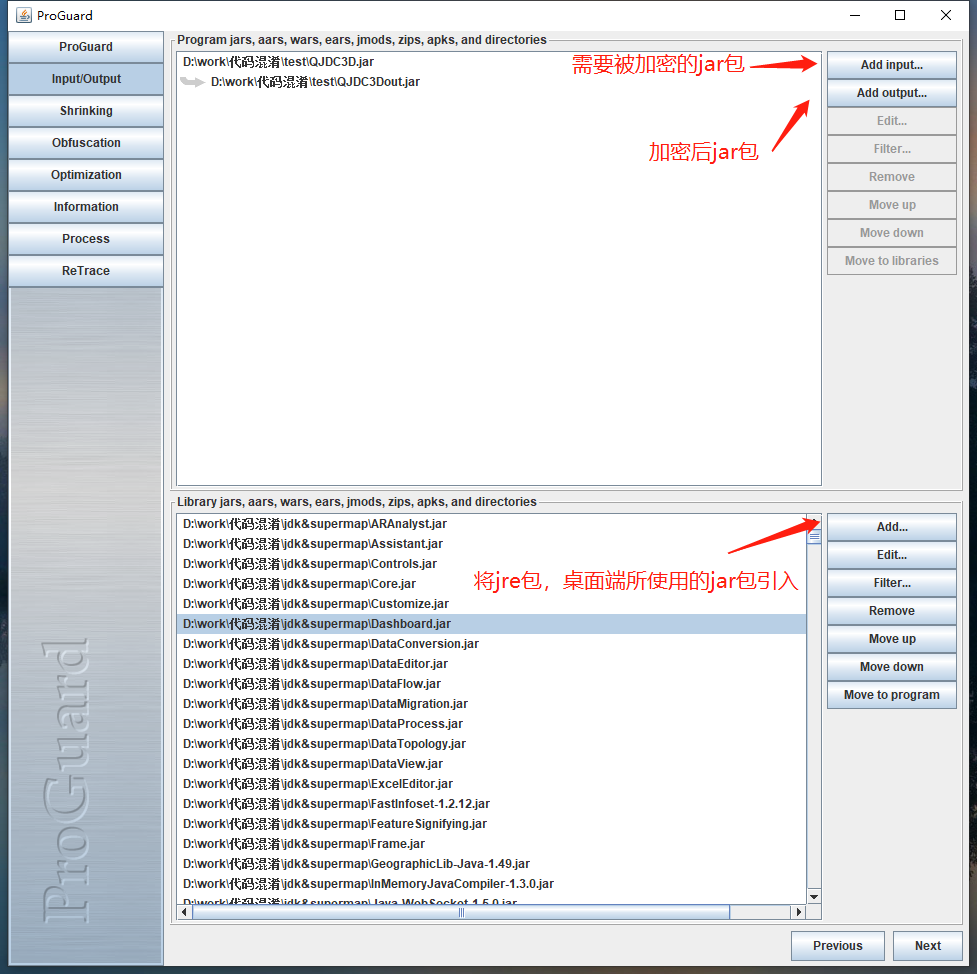 ProGuard
ProGuard
Input/Output
Shrinking
Obfuscation
Optimization
Information
Process
ReTrace
ProGuard
Program jars, aars, wars, ears, jmods, zips, apks, and directories
D:\work\代码混淆\test\QJDC3D.jar
D:\work\代码混淆\test\QJDC3Dout.jar
需要被加密的jar包
加密后jar包
Add input...
Add output...
Edit...
Filter...
Remove
Move up
Move down
Move to libraries
Library jars, aars, wars, ears, jmods, zips, apks, and directories
D:\work\代码混淆\jdk&supermap\ARAnalyst.jar
D:\work\代码混淆\jdk&supermap\Assistant.jar
D:\work\代码混淆\jdk&supermap\Controls.jar
D:\work\代码混淆\jdk&supermap\Core.jar
D:\work\代码混淆\jdk&supermap\Customize.jar
D:\work\代码混淆\jdk&supermap\Dashboard.jar
D:\work\代码混淆\jdk&supermap\DataConversion.jar
D:\work\代码混淆\jdk&supermap\DataEditor.jar
D:\work\代码混淆\jdk&supermap\DataFlow.jar
D:\work\代码混淆\jdk&supermap\DataMigration.jar
D:\work\代码混淆\jdk&supermap\DataProcess.jar
D:\work\代码混淆\jdk&supermap\DataTopology.jar
D:\work\代码混淆\jdk&supermap\DataView.jar
D:\work\代码混淆\jdk&supermap\ExcelEditor.jar
D:\work\代码混淆\jdk&supermap\FastInfoset-1.2.12.jar
D:\work\代码混淆\jdk&supermap\FeatureSignifying.jar
D:\work\代码混淆\jdk&supermap\Frame.jar
D:\work\代码混淆\jdk&supermap\GeographicLib-Java-1.49.jar
D:\work\代码混淆\jdk&supermap\InMemoryJavaCompiler-1.3.0.jar
D:\work\代码混淆\jdk&supermap\Java-WebSocket-1.5.0.jar
将jre包，桌面端所使用的jar包引入
Add...
Edit...
Filter...
Remove
Move up
Move down
Move to program
Previous
Next